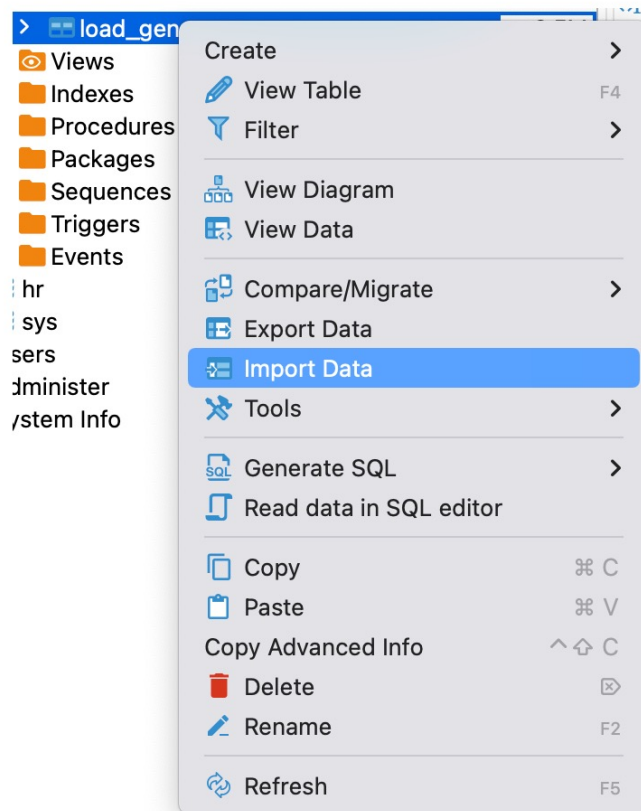 load_gen
Create
Views
View Table F4
Indexes
Procedures
Filter
Packages
Sequences
View Diagram
Triggers
View Data
Events
hr
Compare/Migrate
sys
Export Data
sers
Import Data
dminister
Tools
ystem Info
Generate SQL
Read data in SQL editor
Copy ⌘ C
Paste ⌘ V
Copy Advanced Info ^ ⇧ C
Delete ⌦
Rename F2
Refresh F5